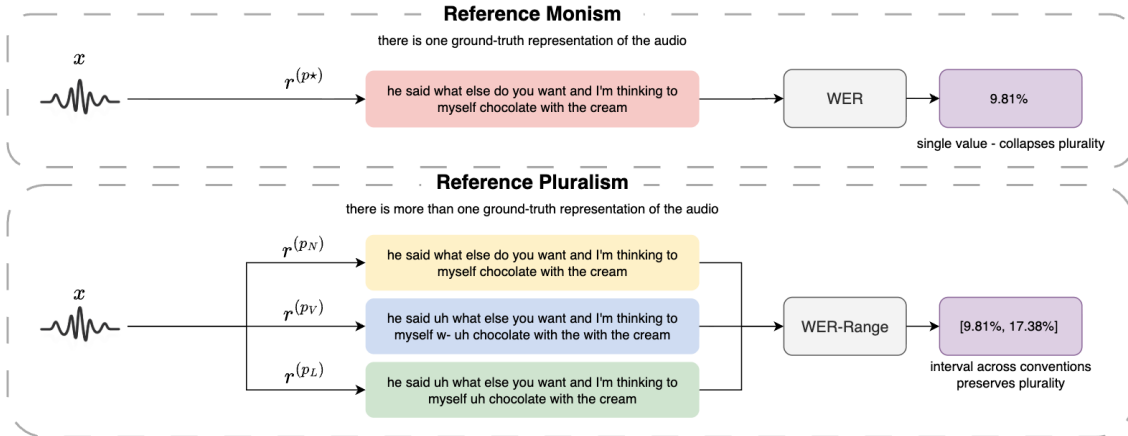 Reference Monism
there is one ground-truth representation of the audio
x
r^(p⋆)
he said what else do you want and I'm thinking to
myself chocolate with the cream
WER
9.81%
single value - collapses plurality
Reference Pluralism
there is more than one ground-truth representation of the audio
x
r^(p_N)
he said what else do you want and I'm thinking to
myself chocolate with the cream
r^(p_V)
he said uh what else you want and I'm thinking to
myself w- uh chocolate with the with the cream
r^(p_L)
he said uh what else you want and I'm thinking to
myself uh chocolate with the cream
WER-Range
[9.81%, 17.38%]
interval across conventions
preserves plurality